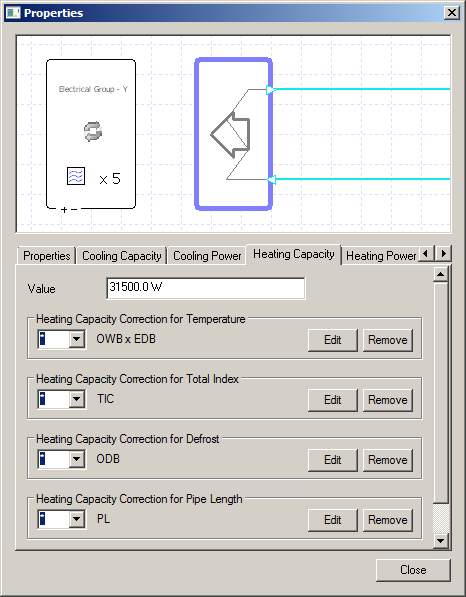 Properties
Electrical Group - Y
x 5
+ -
Properties Cooling Capacity Cooling Power Heating Capacity Heating Power
Value 31500.0 W
Heating Capacity Correction for Temperature
* OWB x EDB Edit Remove
Heating Capacity Correction for Total Index
* TIC Edit Remove
Heating Capacity Correction for Defrost
* ODB Edit Remove
Heating Capacity Correction for Pipe Length
* PL Edit Remove
Close